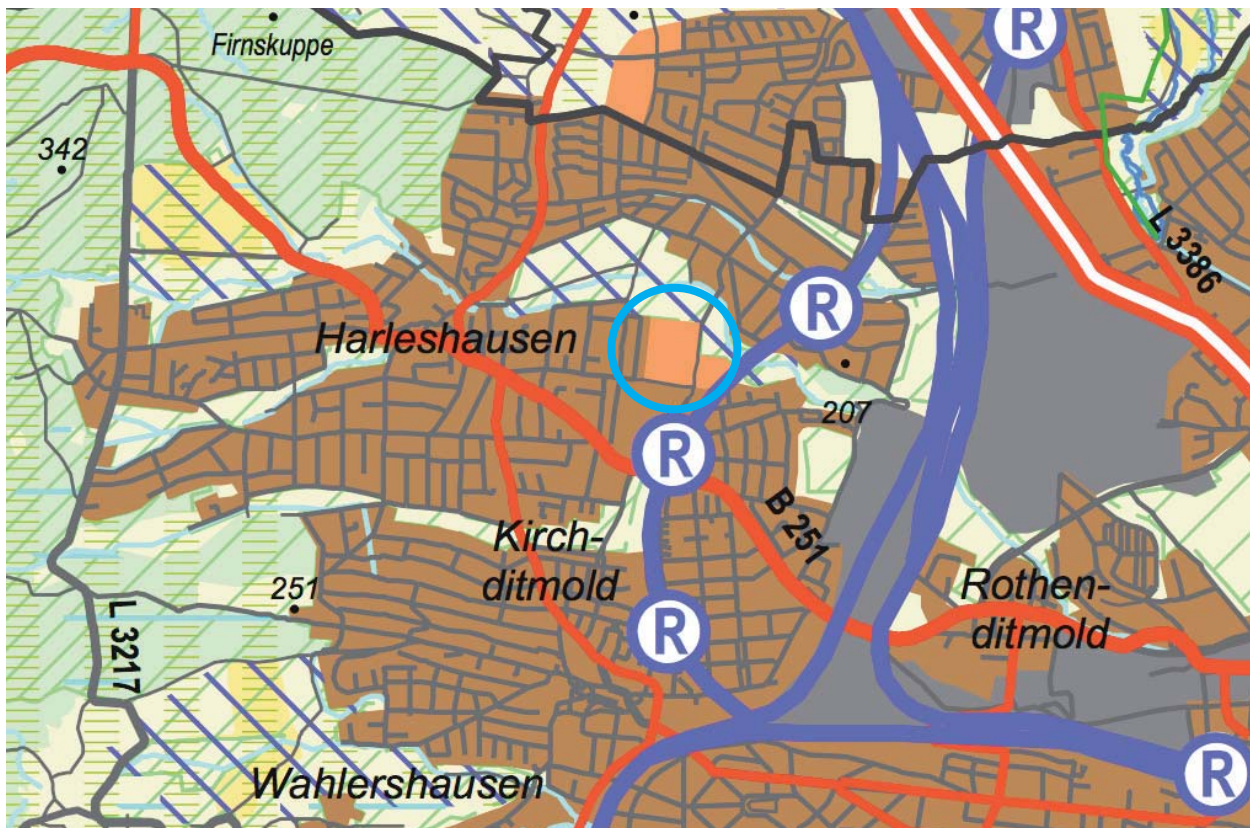 Firnskuppe
R
342
L 3386
R
Harleshausen
207
R
B 251
Kirch-
ditmold
251
Rothen-
ditmold
L 3217
R
R
Wahlershausen